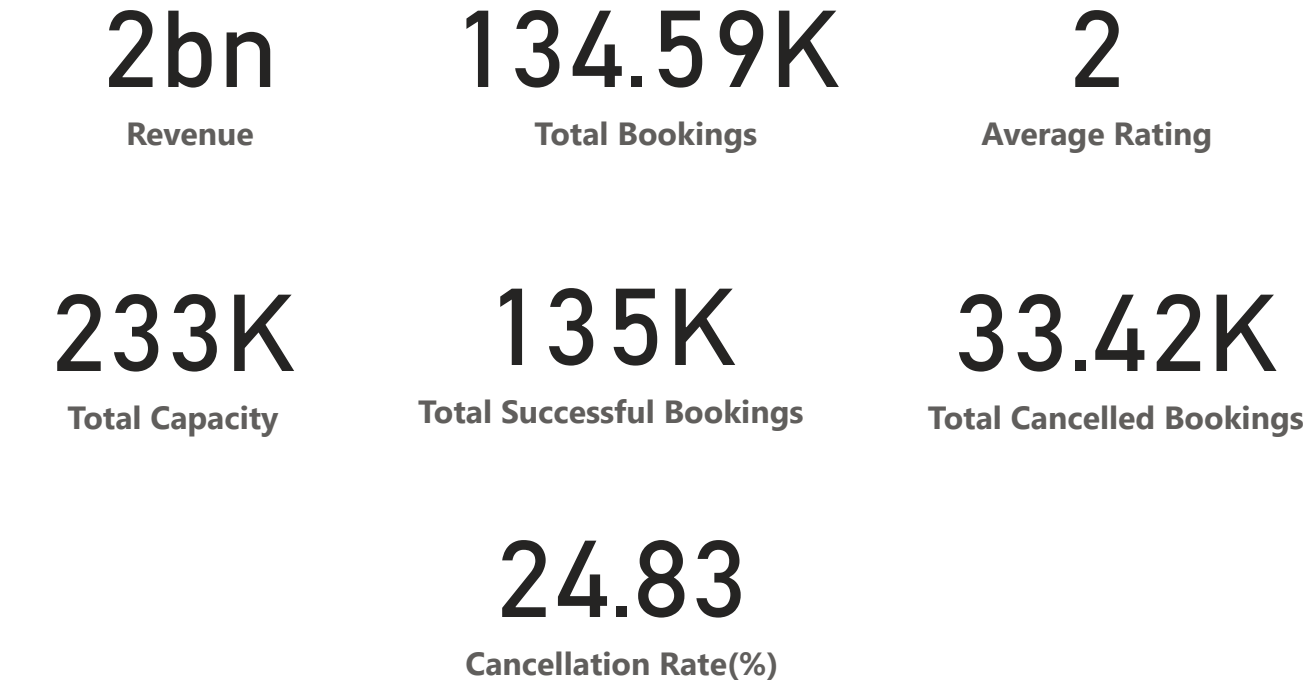 2bn
Revenue
134.59K
Total Bookings
2
Average Rating
233K
Total Capacity
135K
Total Successful Bookings
33.42K
Total Cancelled Bookings
24.83
Cancellation Rate(%)